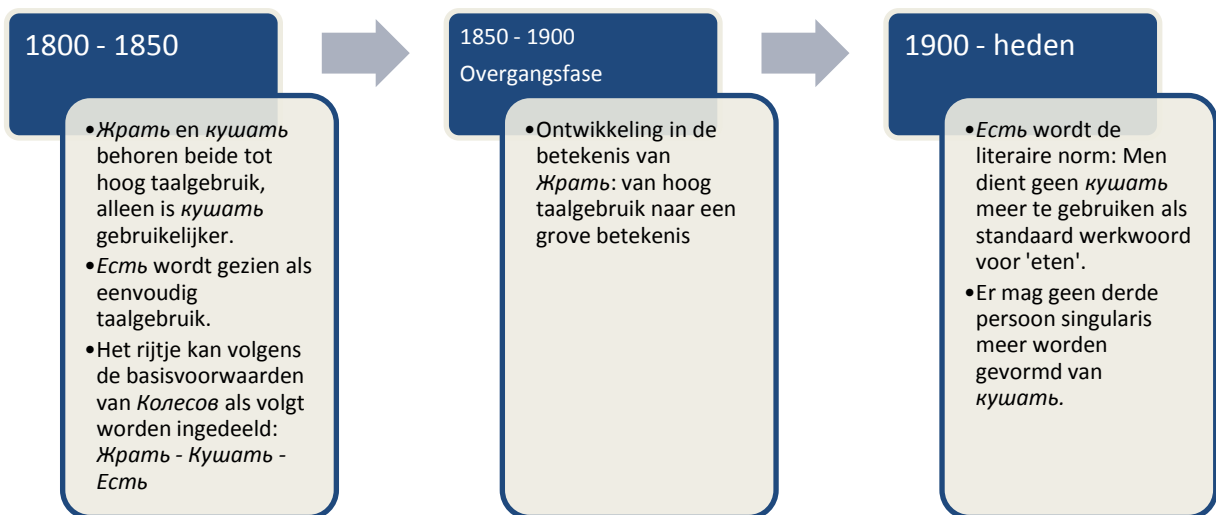 1800 - 1850
•Жрать en кушать
behoren beide tot
hoog taalgebruik,
alleen is кушать
gebruikelijker.
•Есть wordt gezien als
eenvoudig
taalgebruik.
•Het rijtje kan volgens
de basisvoorwaarden
van Колесов als volgt
worden ingedeeld:
Жрать - Кушать -
Есть
1850 - 1900
Overgangsfase
•Ontwikkeling in de
betekenis van
Жрать: van hoog
taalgebruik naar een
grove betekenis
1900 - heden
•Есть wordt de
literaire norm: Men
dient geen кушать
meer te gebruiken als
standaard werkwoord
voor 'eten'.
•Er mag geen derde
persoon singularis
meer worden
gevormd van
кушать.